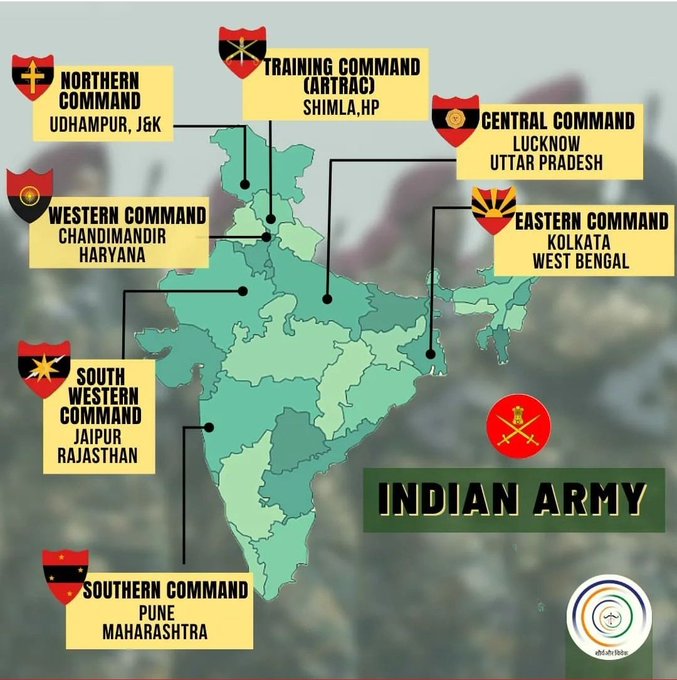 NORTHERN
COMMAND
UDHAMPUR, J&K
TRAINING COMMAND
(ARTRAC)
SHIMLA,HP
CENTRAL COMMAND
LUCKNOW
UTTAR PRADESH
WESTERN COMMAND
CHANDIMANDIR
HARYANA
EASTERN COMMAND
KOLKATA
WEST BENGAL
SOUTH
WESTERN
COMMAND
JAIPUR
RAJASTHAN
INDIAN ARMY
SOUTHERN COMMAND
PUNE
MAHARASHTRA
शौर्य और विवेक